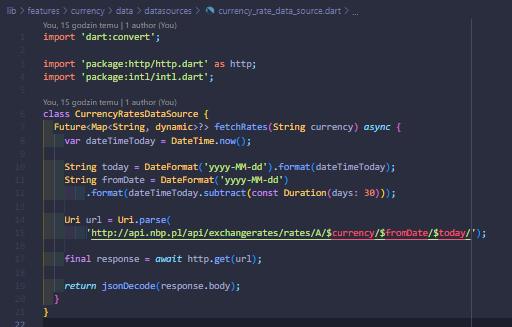 lib > features > currency > data > datasources > currency_rate_data_source.dart > ...
You, 15 godzin temu | 1 author (You)
1 import 'dart:convert';
2
3 import 'package:http/http.dart' as http;
4 import 'package:intl/intl.dart';
5
You, 15 godzin temu | 1 author (You)
6 class CurrencyRatesDataSource {
7 Future<Map<String, dynamic>?> fetchRates(String currency) async {
8 var dateTimeToday = DateTime.now();
9
10 String today = DateFormat('yyyy-MM-dd').format(dateTimeToday);
11 String fromDate = DateFormat('yyyy-MM-dd')
12 .format(dateTimeToday.subtract(const Duration(days: 30)));
13
14 Uri url = Uri.parse(
15 'http://api.nbp.pl/api/exchangerates/rates/A/$currency/$fromDate/$today/');
16
17 final response = await http.get(url);
18
19 return jsonDecode(response.body);
20 }
21 }
22